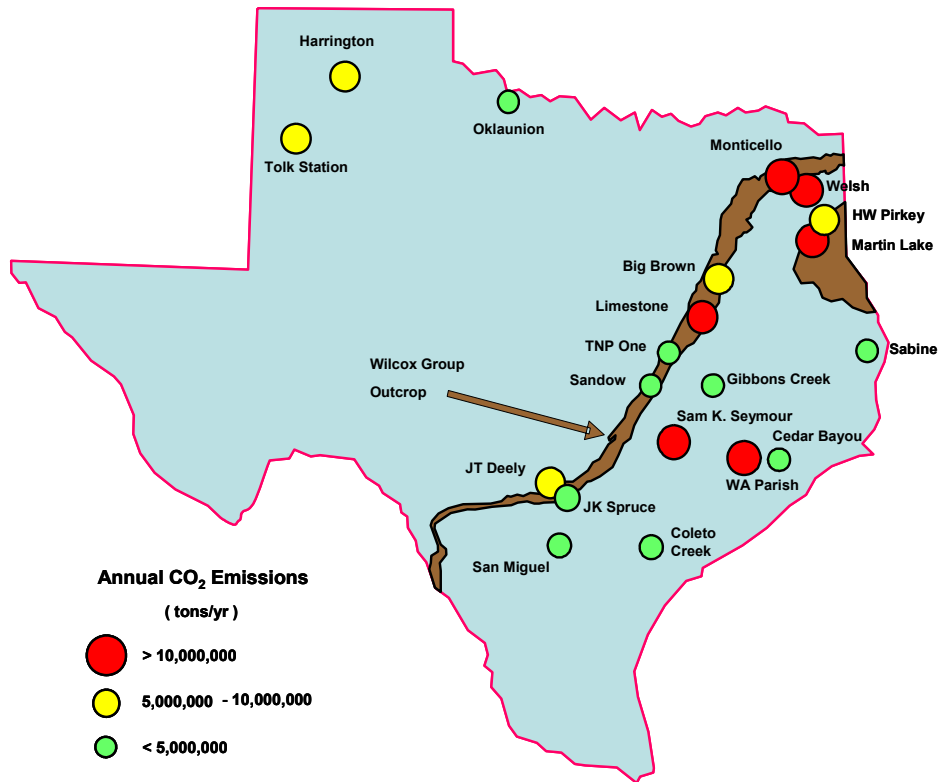 Harrington
Oklaunion
Tolk Station
Monticello
Welsh
HW Pirkey
Martin Lake
Big Brown
Limestone
TNP One
Sabine
Wilcox Group
Outcrop
Sandow
Gibbons Creek
Sam K. Seymour
Cedar Bayou
WA Parish
JT Deely
JK Spruce
San Miguel
Coleto
Creek
Annual CO₂ Emissions
( tons/yr )
> 10,000,000
5,000,000 - 10,000,000
< 5,000,000